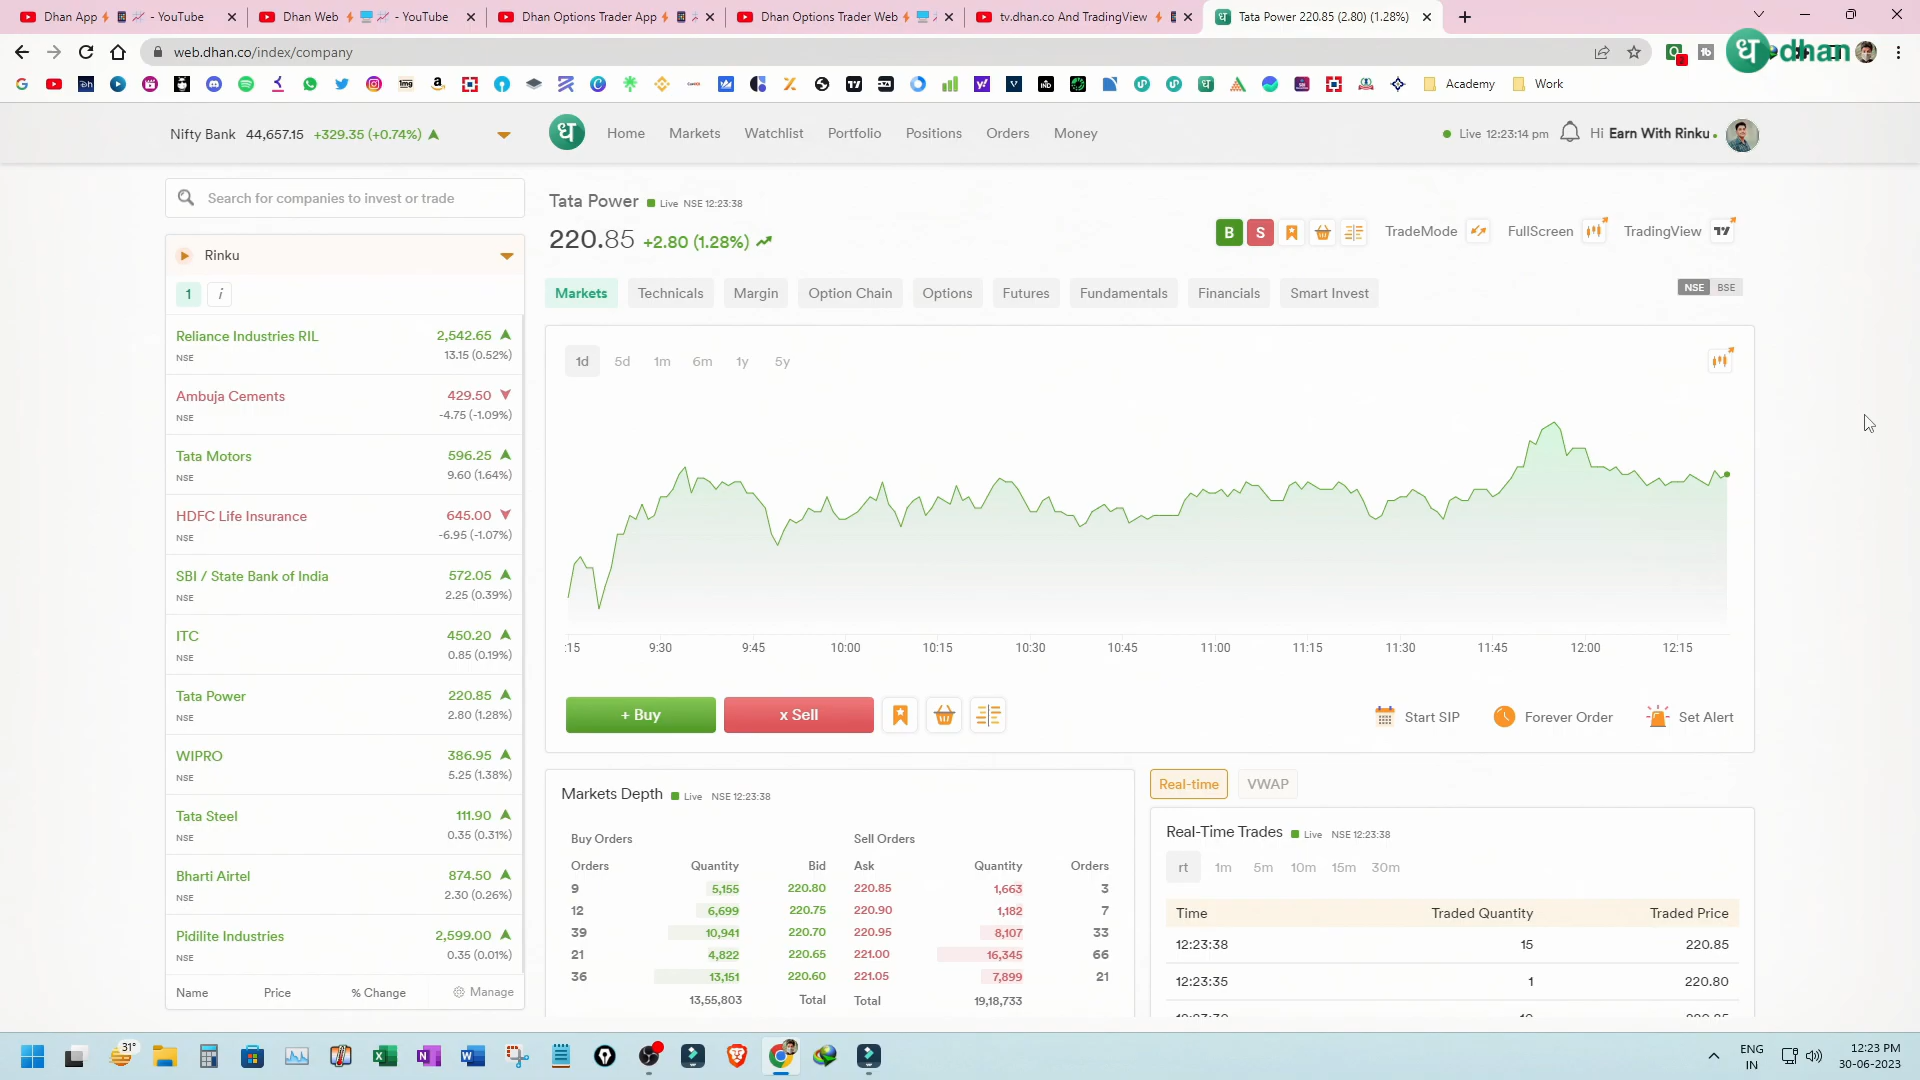 Dhan App - YouTube
Dhan Web - YouTube
Dhan Options Trader App
Dhan Options Trader Web
tv.dhan.co And TradingView
Tata Power 220.85 (2.80) (1.28%)
web.dhan.co/index/company
ध dhan
Academy
Work
Nifty Bank 44,657.15 +329.35 (+0.74%)
ध
Home
Markets
Watchlist
Portfolio
Positions
Orders
Money
Live 12:23:14 pm
Hi Earn With Rinku
Search for companies to invest or trade
Rinku
1
i
Reliance Industries RIL 2,542.65
NSE 13.15 (0.52%)
Ambuja Cements 429.50
NSE -4.75 (-1.09%)
Tata Motors 596.25
NSE 9.60 (1.64%)
HDFC Life Insurance 645.00
NSE -6.95 (-1.07%)
SBI / State Bank of India 572.05
NSE 2.25 (0.39%)
ITC 450.20
NSE 0.85 (0.19%)
Tata Power 220.85
NSE 2.80 (1.28%)
WIPRO 386.95
NSE 5.25 (1.38%)
Tata Steel 111.90
NSE 0.35 (0.31%)
Bharti Airtel 874.50
NSE 2.30 (0.26%)
Pidilite Industries 2,599.00
NSE 0.35 (0.01%)
Name Price % Change Manage
Tata Power Live NSE 12:23:38
220.85 +2.80 (1.28%)
B S TradeMode FullScreen TradingView
Markets Technicals Margin Option Chain Options Futures Fundamentals Financials Smart Invest
NSE BSE
1d 5d 1m 6m 1y 5y
:15 9:30 9:45 10:00 10:15 10:30 10:45 11:00 11:15 11:30 11:45 12:00 12:15
+ Buy x Sell Start SIP Forever Order Set Alert
Markets Depth Live NSE 12:23:38
Buy Orders Sell Orders
Orders Quantity Bid Ask Quantity Orders
9 5,155 220.80 220.85 1,663 3
12 6,699 220.75 220.90 1,182 7
39 10,941 220.70 220.95 8,107 33
21 4,822 220.65 221.00 16,345 66
36 13,151 220.60 221.05 7,899 21
13,55,803 Total Total 19,18,733
Real-time VWAP
Real-Time Trades Live NSE 12:23:38
rt 1m 5m 10m 15m 30m
Time Traded Quantity Traded Price
12:23:38 15 220.85
12:23:35 1 220.80
31°
ENG
IN
12:23 PM
30-06-2023